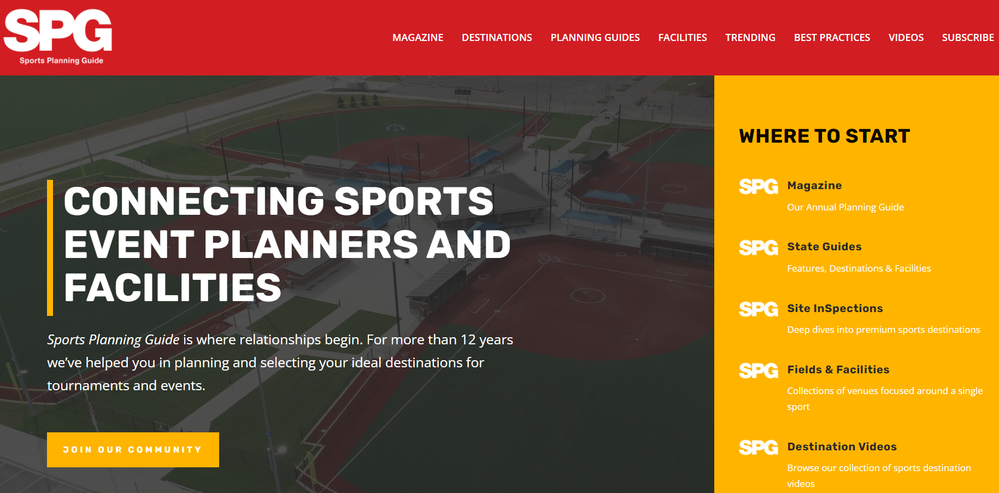 SPG
Sports Planning Guide
MAGAZINE DESTINATIONS PLANNING GUIDES FACILITIES TRENDING BEST PRACTICES VIDEOS SUBSCRIBE
CONNECTING SPORTS
EVENT PLANNERS AND
FACILITIES
Sports Planning Guide is where relationships begin. For more than 12 years
we’ve helped you in planning and selecting your ideal destinations for
tournaments and events.
JOIN OUR COMMUNITY
WHERE TO START
SPG Magazine
Our Annual Planning Guide
SPG State Guides
Features, Destinations & Facilities
SPG Site InSpections
Deep dives into premium sports destinations
SPG Fields & Facilities
Collections of venues focused around a single
sport
SPG Destination Videos
Browse our collection of sports destination
videos